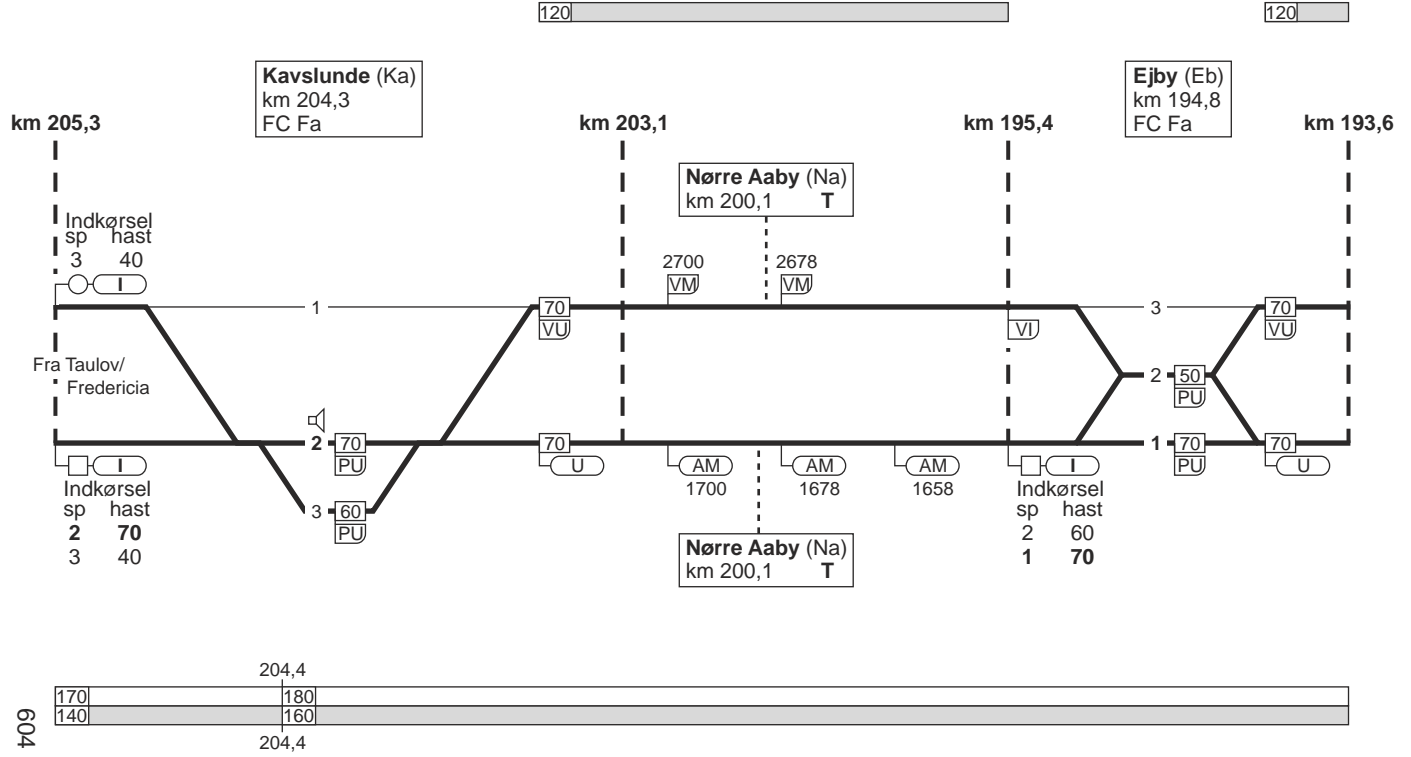 120
120
Kavslunde (Ka)
km 204,3
FC Fa
Ejby (Eb)
km 194,8
FC Fa
km 205,3
km 203,1
km 195,4
km 193,6
Nørre Aaby (Na)
km 200,1 T
Indkørsel
sp hast
3 40
I
2700
VM
2678
VM
1
70
VU
VI
3
70
VU
Fra Taulov/
Fredericia
2
50
PU
2
70
PU
70
U
AM
1700
AM
1678
AM
1658
I
Indkørsel
sp hast
2 70
3 40
3
60
PU
I
Indkørsel
sp hast
2 60
1 70
1
70
PU
70
U
Nørre Aaby (Na)
km 200,1 T
204,4
170
180
140
160
204,4
604